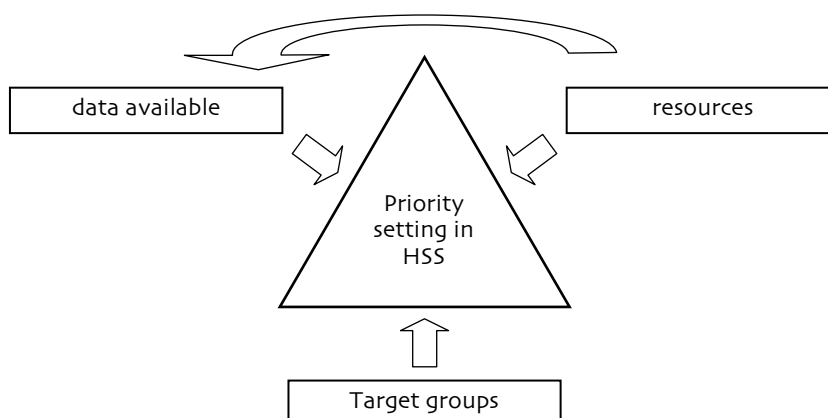 data available
resources
Priority
setting in
HSS
Target groups